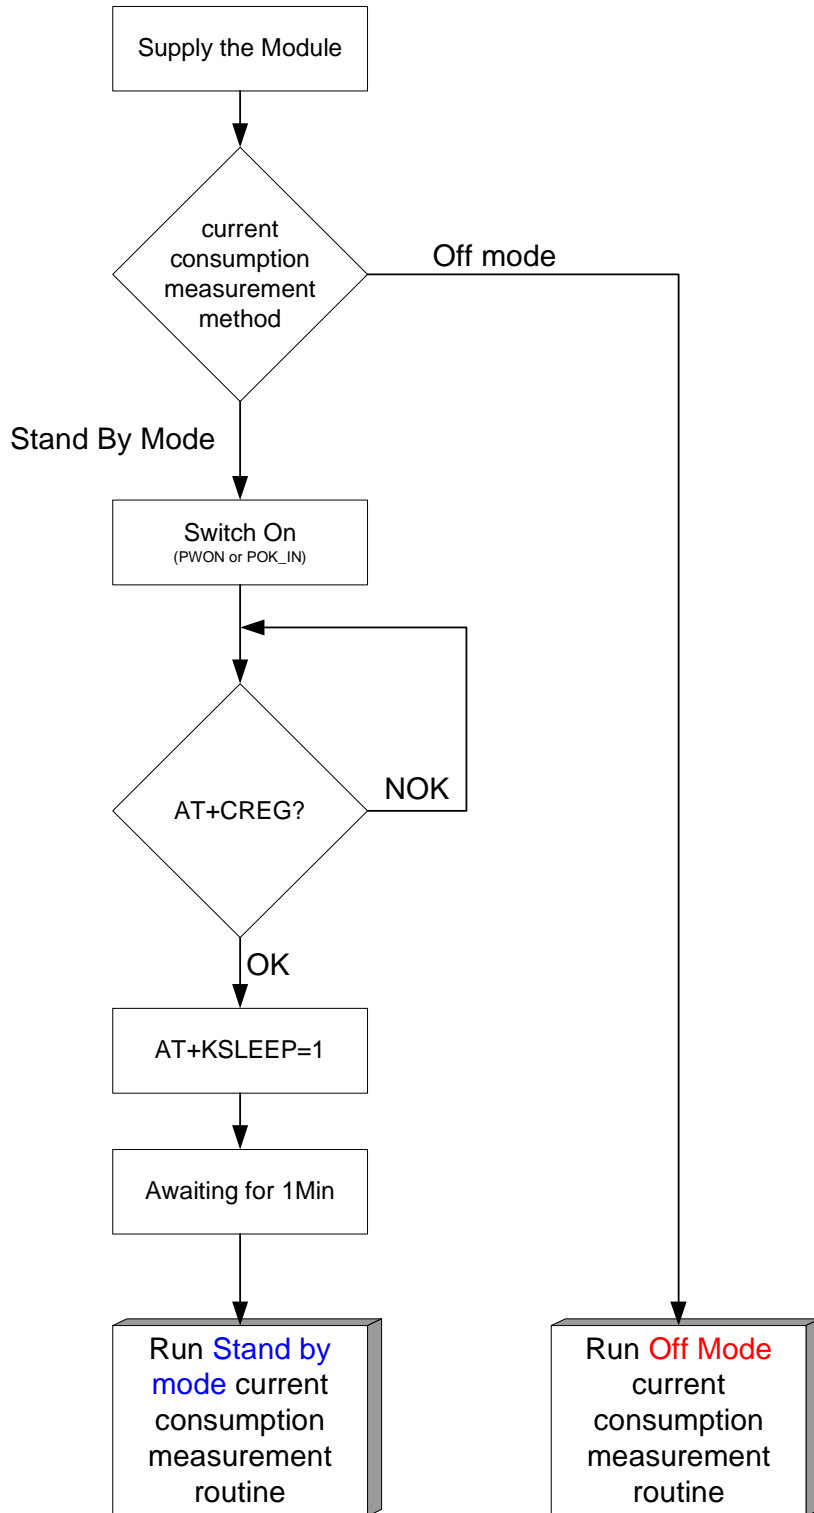 Supply the Module
current
consumption
measurement
method
Off mode
Stand By Mode
Switch On
(PWON or POK_IN)
AT+CREG?
NOK
OK
AT+KSLEEP=1
Awaiting for 1Min
Run Stand by
mode current
consumption
measurement
routine
Run Off Mode
current
consumption
measurement
routine